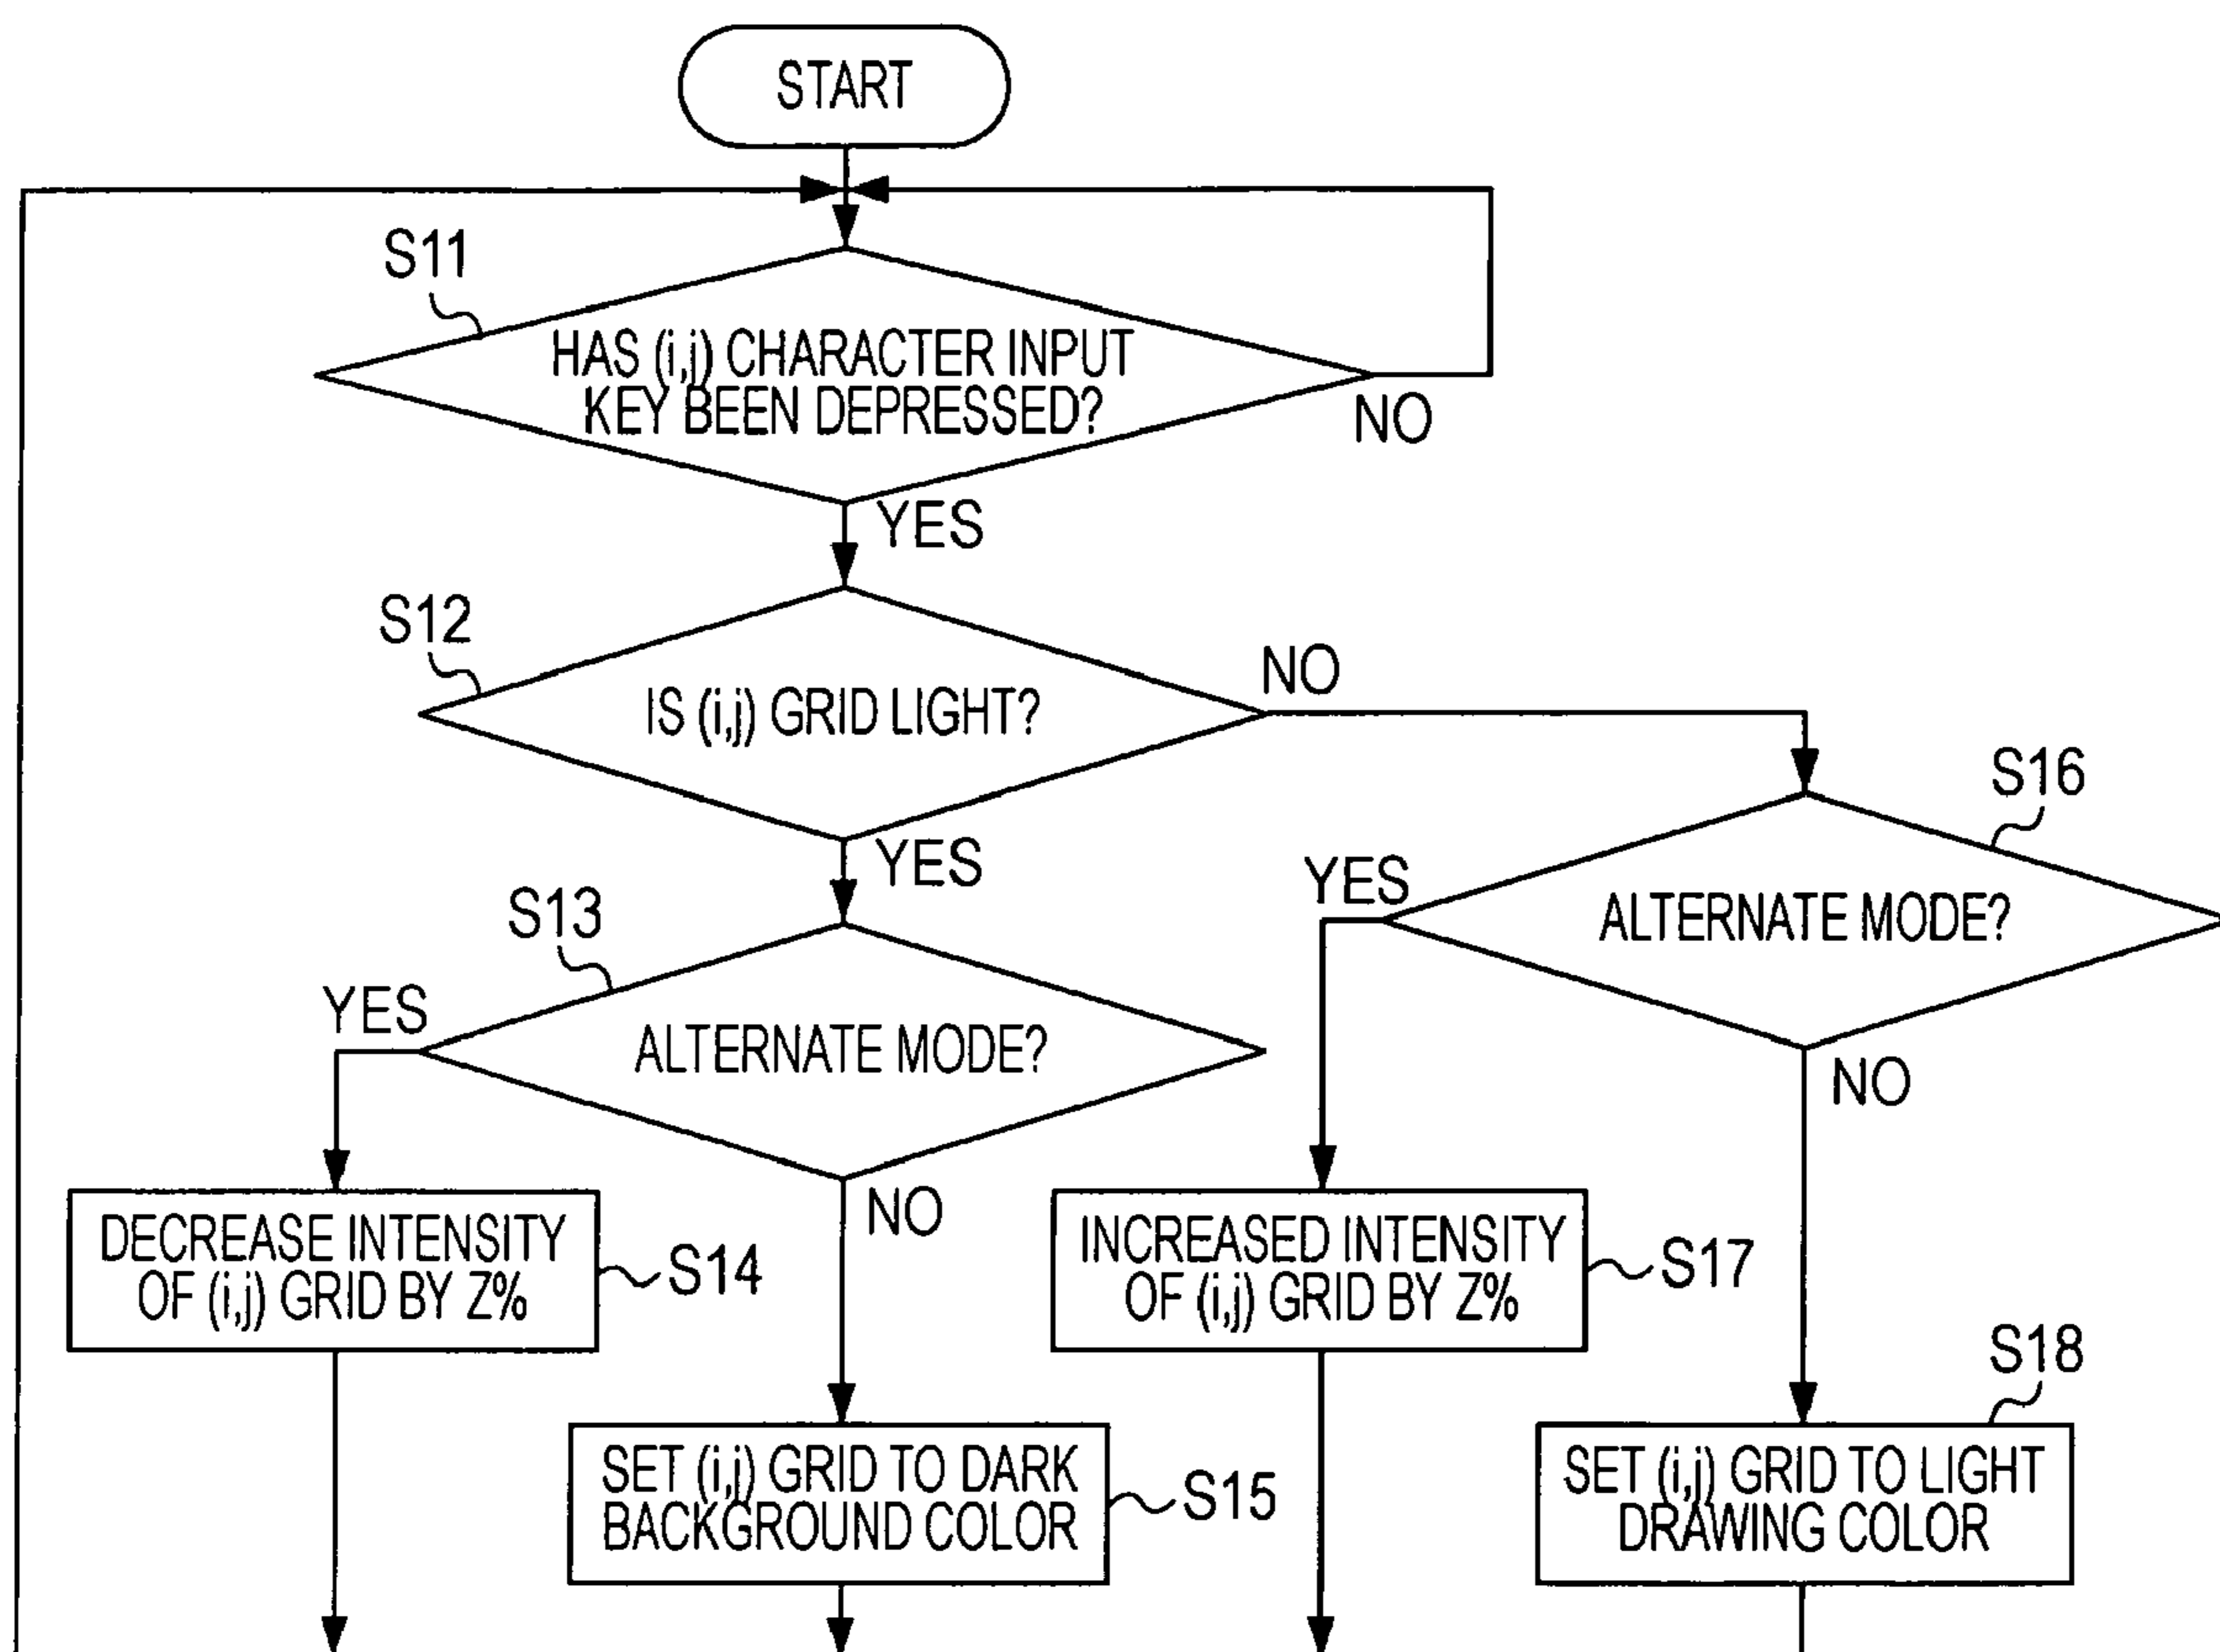 START
S11
HAS (i,j) CHARACTER INPUT
KEY BEEN DEPRESSED?
NO
YES
S12
IS (i,j) GRID LIGHT?
NO
YES
S16
ALTERNATE MODE?
YES
NO
S13
ALTERNATE MODE?
YES
NO
DECREASE INTENSITY
OF (i,j) GRID BY Z%
S14
INCREASED INTENSITY
OF (i,j) GRID BY Z%
S17
SET (i,j) GRID TO DARK
BACKGROUND COLOR
S15
S18
SET (i,j) GRID TO LIGHT
DRAWING COLOR